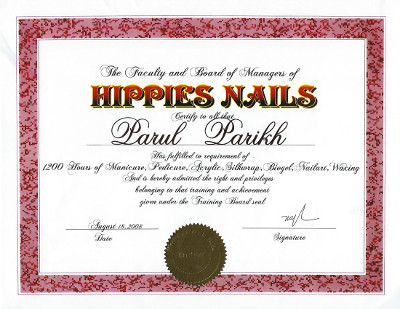 The Faculty and Board of Managers of
HIPPIES NAILS
Certify to all that
Parul Parikh
Has fulfilled to requirement of
1200 Hours of Manicure, Pedicure, Acrylic, Silkwrap, Biogel, Nailart, Waxing
And is hereby admitted the right and privileges
belonging to that training and achievement
given under the Training Board seal
August 18, 2008
Date
Signature